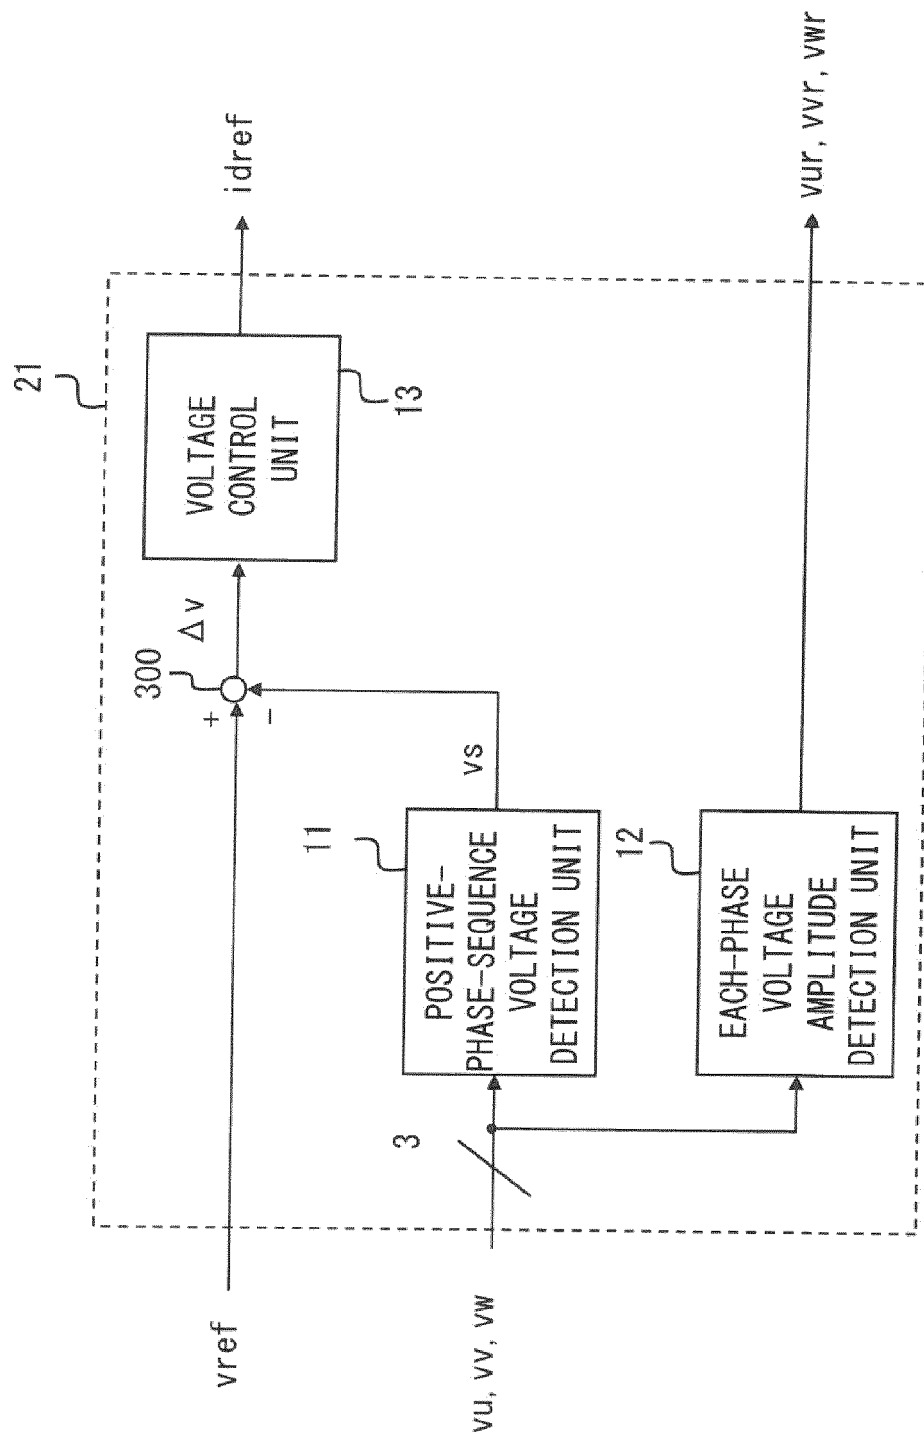 21
vref
+
−
300
Δv
VOLTAGE
CONTROL
UNIT
13
idref
vu, vv, vw
3
11
POSITIVE-
PHASE-SEQUENCE
VOLTAGE
DETECTION UNIT
vs
12
EACH-PHASE
VOLTAGE
AMPLITUDE
DETECTION UNIT
vur, vvr, vwr